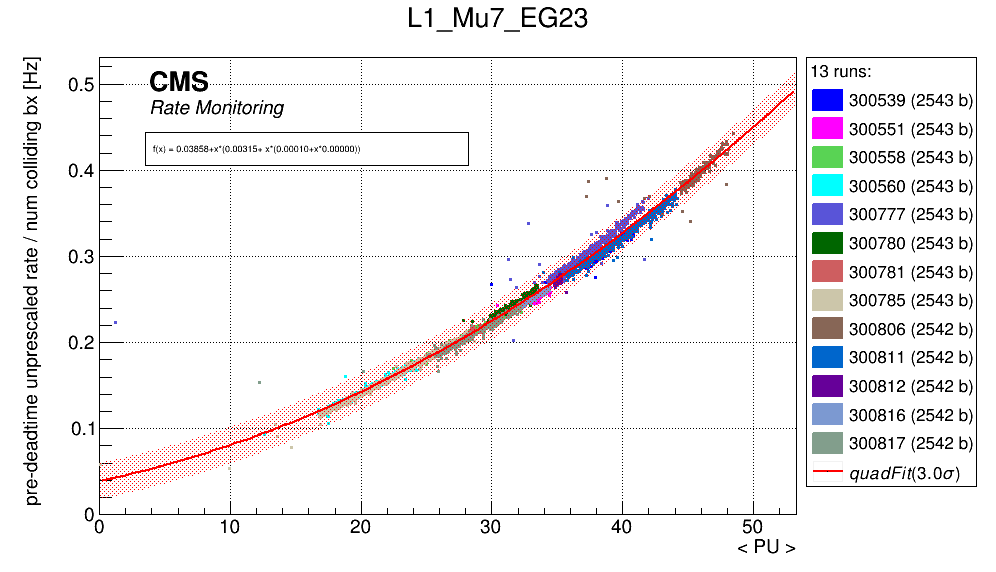 L1_Mu7_EG23
pre-deadtime unprescaled rate / num colliding bx [Hz]
CMS
Rate Monitoring
f(x) = 0.03858+x*(0.00315+ x*(0.00010+x*0.00000))
0.5
0.4
0.3
0.2
0.1
0
0 10 20 30 40 50
< PU >
13 runs:
300539 (2543 b)
300551 (2543 b)
300558 (2543 b)
300560 (2543 b)
300777 (2543 b)
300780 (2543 b)
300781 (2543 b)
300785 (2543 b)
300806 (2542 b)
300811 (2542 b)
300812 (2542 b)
300816 (2542 b)
300817 (2542 b)
quadFit(3.0σ)